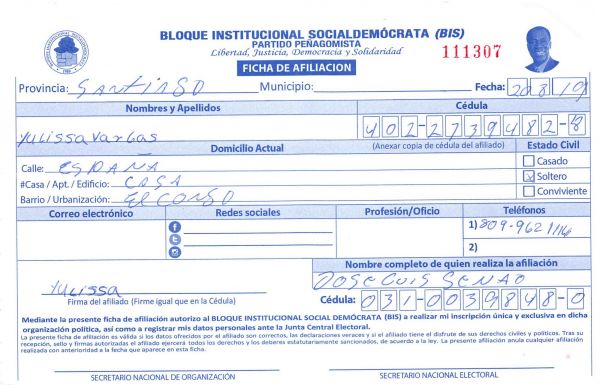 BLOQUE INSTITUCIONAL SOCIALDEMÓCRATA (BIS)
PARTIDO PEÑAGOMISTA
Libertad, Justicia, Democracia y Solidaridad
111307
FICHA DE AFILIACION
Provincia: Santiago Municipio: Fecha: 20/8/19
Nombres y Apellidos Cédula
Yulissa Vargas 402-2739482-8
Domicilio Actual (Anexar copia de cédula del afiliado) Estado Civil
Calle: ESPAÑA Casado
#Casa / Apt. / Edificio: CASA x Soltero
Barrio / Urbanización: El Conviviente
Correo electrónico Redes sociales Profesión/Oficio Teléfonos
1) 809-962
2)
Nombre completo de quien realiza la afiliación
Yulissa JOSE LUIS
Firma del afiliado (Firme igual que en la Cédula) Cédula: 031-0039848-0
Mediante la presente ficha de afiliación autorizo al BLOQUE INSTITUCIONAL SOCIAL DEMÓCRATA (BIS) a realizar mi inscripción única y exclusiva en dicha
organización política, así como a registrar mis datos personales ante la Junta Central Electoral.
La presente ficha de afiliación es válida si los datos ofrecidos por el afiliado son correctos, las declaraciones veraces y si el afiliado tiene el disfrute de sus derechos civiles y políticos. Tras su
recepción, sello y firmas autorizadas el afiliado ejercerá todos los derechos y los deberes estatutariamente sancionados, de acuerdo a la ley. La presente afiliación anula cualquier afiliación
realizada con anterioridad a la fecha que aparece en esta ficha.
SECRETARIO NACIONAL DE ORGANIZACIÓN SECRETARIO NACIONAL ELECTORAL